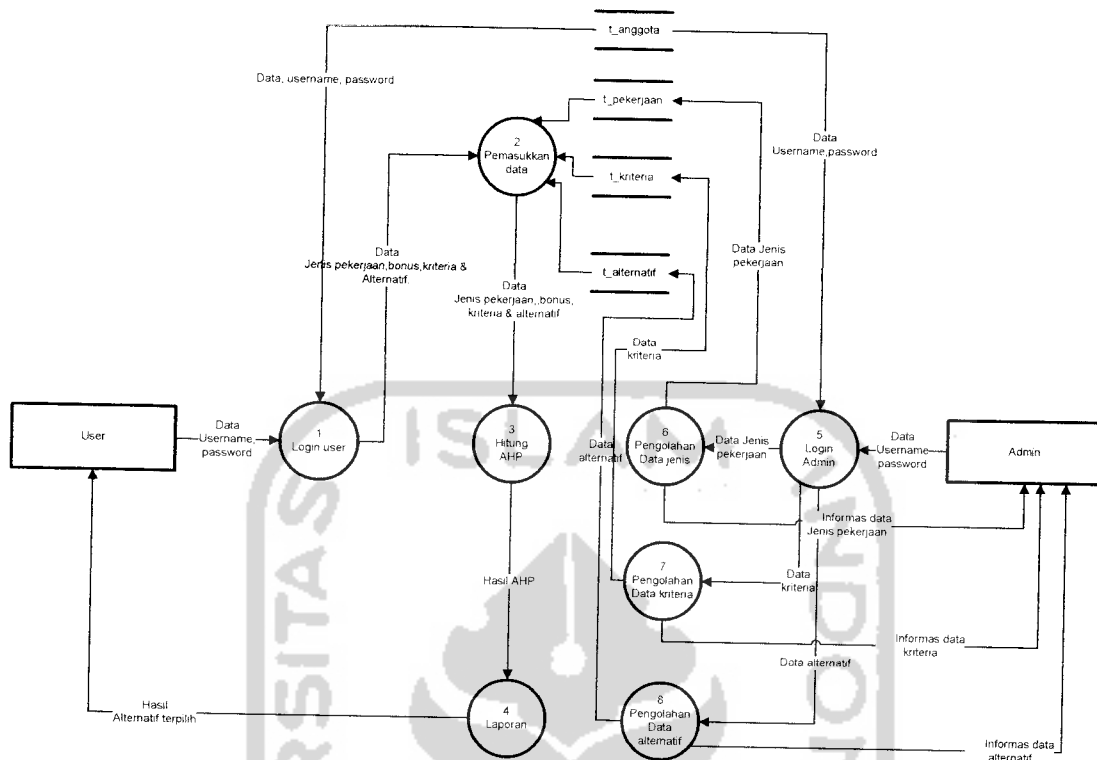 t_anggota
Data, username, password
t_pekerjaan
2
Pemasukkan
data
Data
Username,password
t_kriteria
Data
Jenis pekerjaan,bonus,kriteria &
Alternatif.
t_alternatif
Data Jenis
pekerjaan
Data
Jenis pekerjaan,,bonus,
kriteria & alternatif
Data
kriteria
User
Data
Username,
password
1
Login user
3
Hitung
AHP
Data
alternatif
6
Pengolahan
Data jenis
Data Jenis
pekerjaan
5
Login
Admin
Data
Username
password
Admin
Informas data
Jenis pekerjaan
Hasil AHP
7
Pengolahan
Data kriteria
Data
kriteria
Informas data
kriteria
Data alternatif
Hasil
Alternatif terpilih
4
Laporan
8
Pengolahan
Data
alternatif
Informas data
alternatif
ISLAM